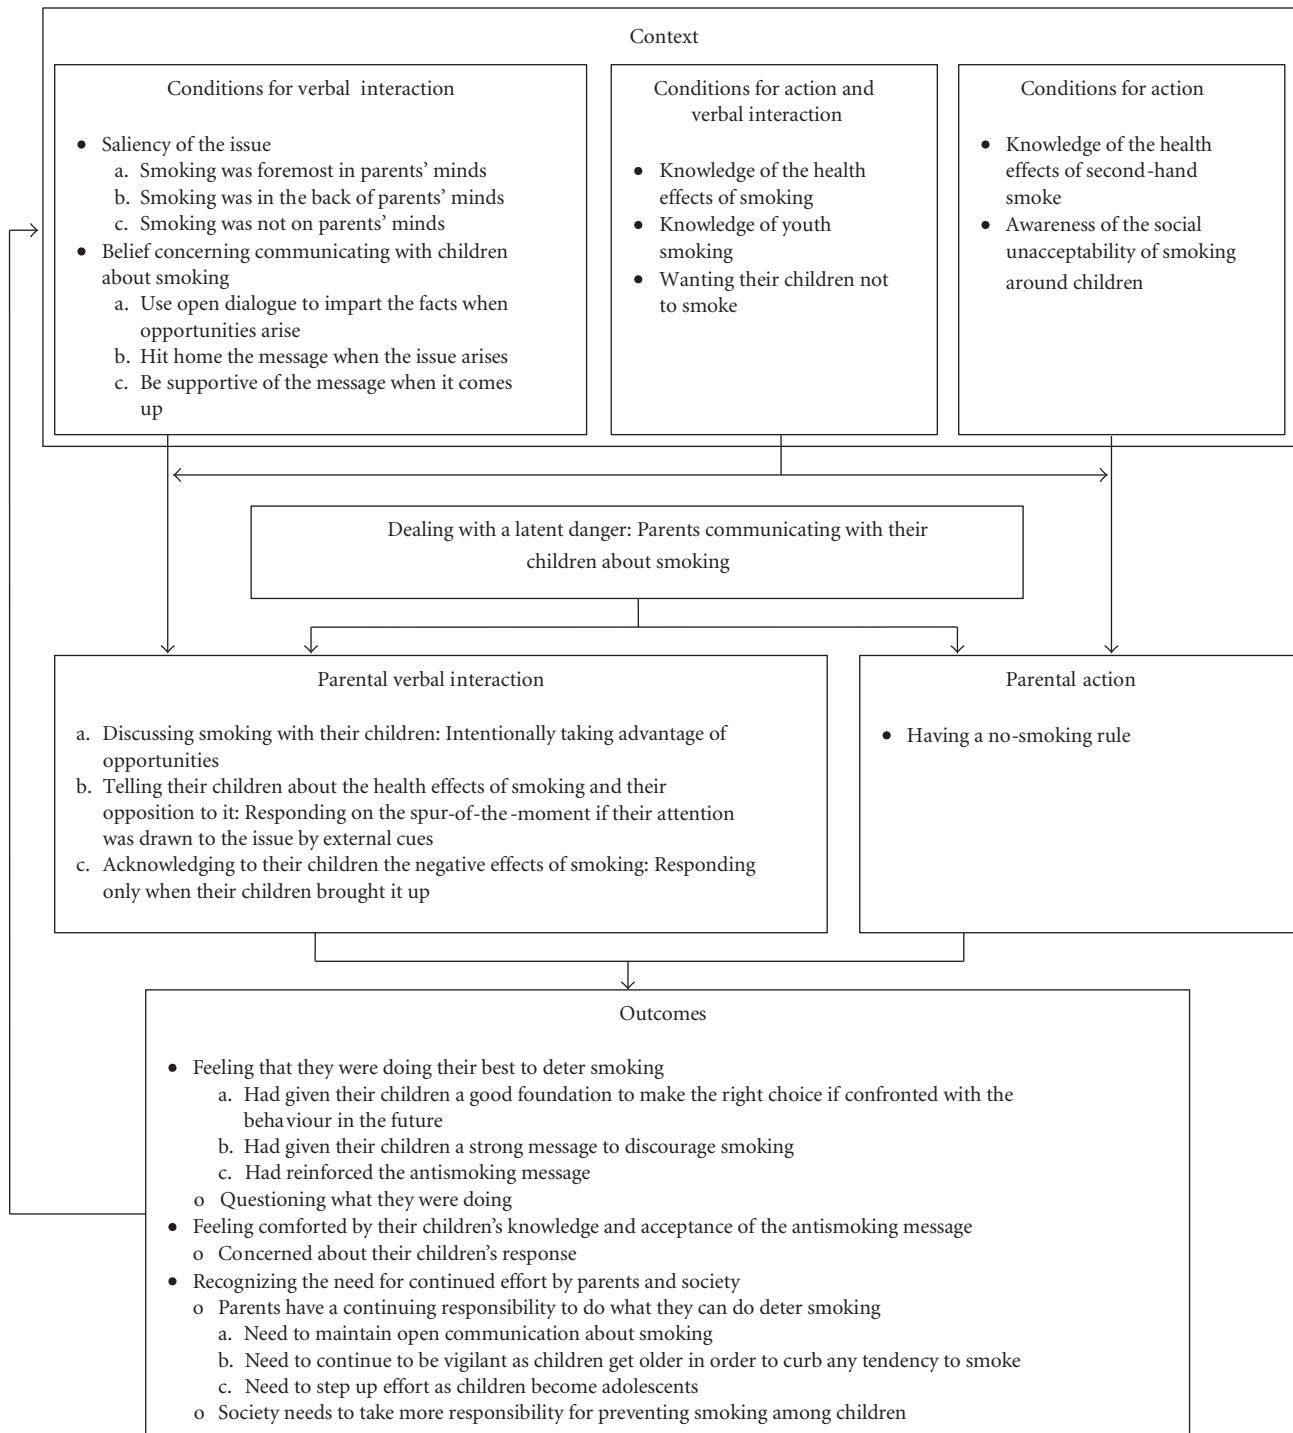 Context
Conditions for verbal interaction
• Saliency of the issue
a. Smoking was foremost in parents’ minds
b. Smoking was in the back of parents’ minds
c. Smoking was not on parents’ minds
• Belief concerning communicating with children
about smoking
a. Use open dialogue to impart the facts when
opportunities arise
b. Hit home the message when the issue arises
c. Be supportive of the message when it comes
up
Conditions for action and
verbal interaction
• Knowledge of the health
effects of smoking
• Knowledge of youth
smoking
• Wanting their children not
to smoke
Conditions for action
• Knowledge of the health
effects of second-hand
smoke
• Awareness of the social
unacceptability of smoking
around children
Dealing with a latent danger: Parents communicating with their
children about smoking
Parental verbal interaction
a. Discussing smoking with their children: Intentionally taking advantage of
opportunities
b. Telling their children about the health effects of smoking and their
opposition to it: Responding on the spur-of-the-moment if their attention
was drawn to the issue by external cues
c. Acknowledging to their children the negative effects of smoking: Responding
only when their children brought it up
Parental action
• Having a no-smoking rule
Outcomes
• Feeling that they were doing their best to deter smoking
a. Had given their children a good foundation to make the right choice if confronted with the
behaviour in the future
b. Had given their children a strong message to discourage smoking
c. Had reinforced the antismoking message
o Questioning what they were doing
• Feeling comforted by their children’s knowledge and acceptance of the antismoking message
o Concerned about their children’s response
• Recognizing the need for continued effort by parents and society
o Parents have a continuing responsibility to do what they can do deter smoking
a. Need to maintain open communication about smoking
b. Need to continue to be vigilant as children get older in order to curb any tendency to smoke
c. Need to step up effort as children become adolescents
o Society needs to take more responsibility for preventing smoking among children